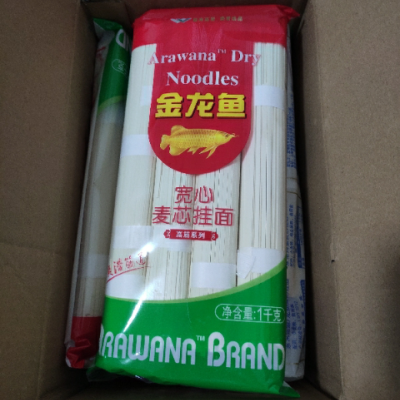 Arawana™ Dry
Noodles
金龙鱼
宽心
麦芯挂面
高筋系列
净含量:1千克
ARAWANA™ BRAND